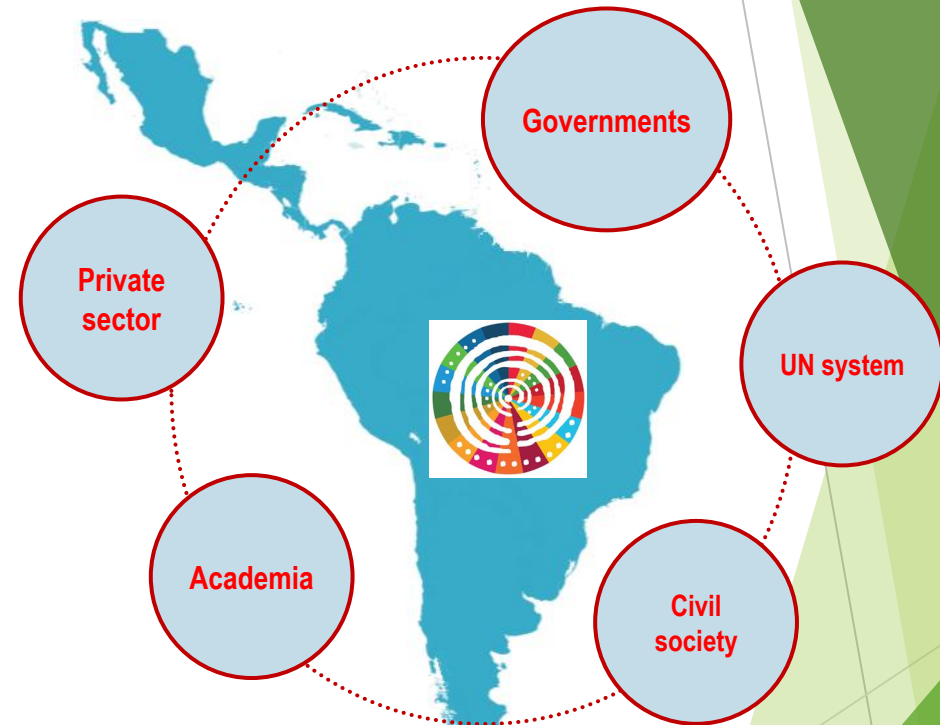 Governments
Private
sector
UN system
Academia
Civil
society